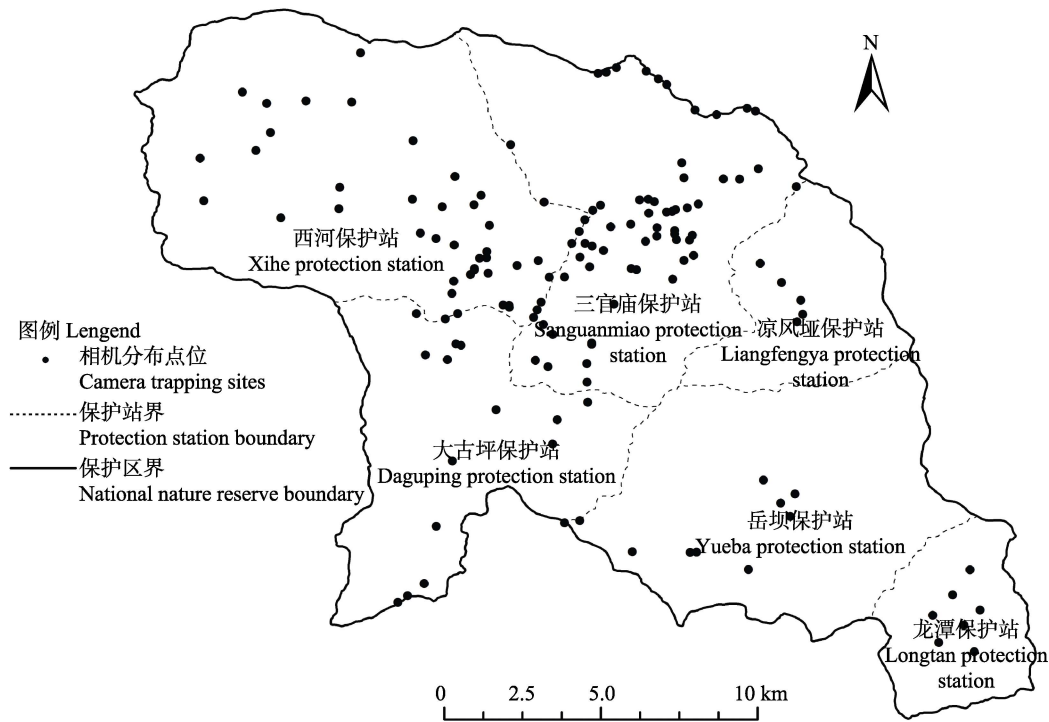 N
西河保护站
Xihe protection station
三官庙保护站
Sanguanmiao protection
station
凉风垭保护站
Liangfengya protection
station
图例 Lengend
相机分布点位
Camera trapping sites
保护站界
Protection station boundary
保护区界
National nature reserve boundary
大古坪保护站
Daguping protection station
岳坝保护站
Yueba protection station
龙潭保护站
Longtan protection
station
0 2.5 5.0 10 km